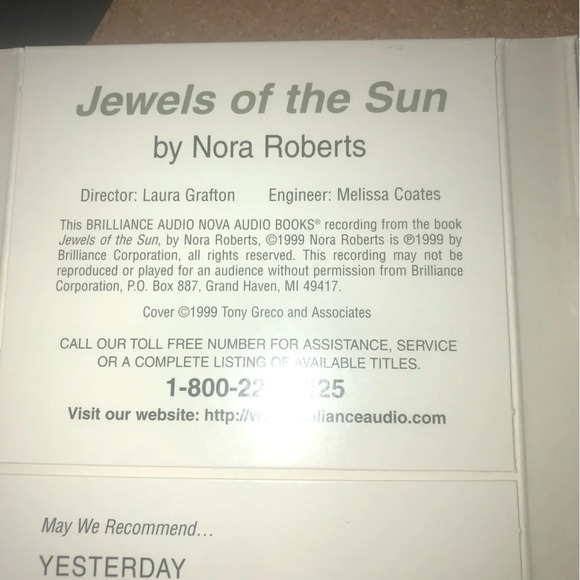 Jewels of the Sun
by Nora Roberts
Director: Laura Grafton Engineer: Melissa Coates
This BRILLIANCE AUDIO NOVA AUDIO BOOKS® recording from the book
Jewels of the Sun, by Nora Roberts, ©1999 Nora Roberts is ℗1999 by
Brilliance Corporation, all rights reserved. This recording may not be
reproduced or played for an audience without permission from Brilliance
Corporation, P.O. Box 887, Grand Haven, MI 49417.
Cover ©1999 Tony Greco and Associates
CALL OUR TOLL FREE NUMBER FOR ASSISTANCE, SERVICE
OR A COMPLETE LISTING OF AVAILABLE TITLES.
Visit our website:
May We Recommend...
YESTERDAY